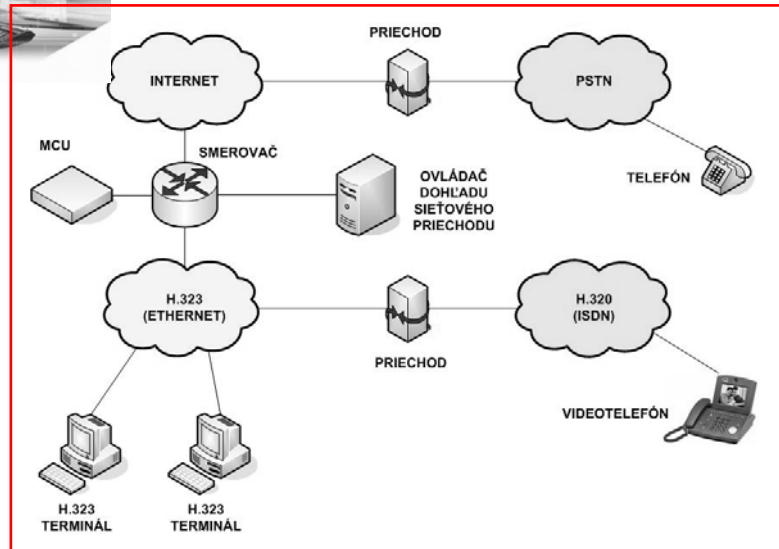 PRIECHOD
INTERNET
PSTN
MCU
SMEROVAČ
OVLÁDAČ
DOHĽADU
SIEŤOVÉHO
PRIECHODU
TELEFÓN
H.323
(ETHERNET)
H.320
(ISDN)
PRIECHOD
VIDEOTELEFÓN
H.323
TERMINÁL
H.323
TERMINÁL